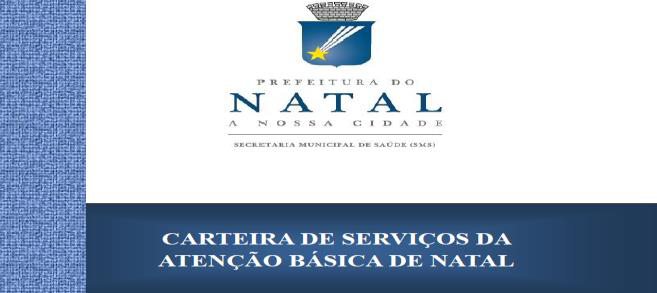 PREFEITURA DO
NATAL
A NOSSA CIDADE
SECRETARIA MUNICIPAL DE SAÚDE (SMS)
CARTEIRA DE SERVIÇOS DA
ATENÇÃO BÁSICA DE NATAL